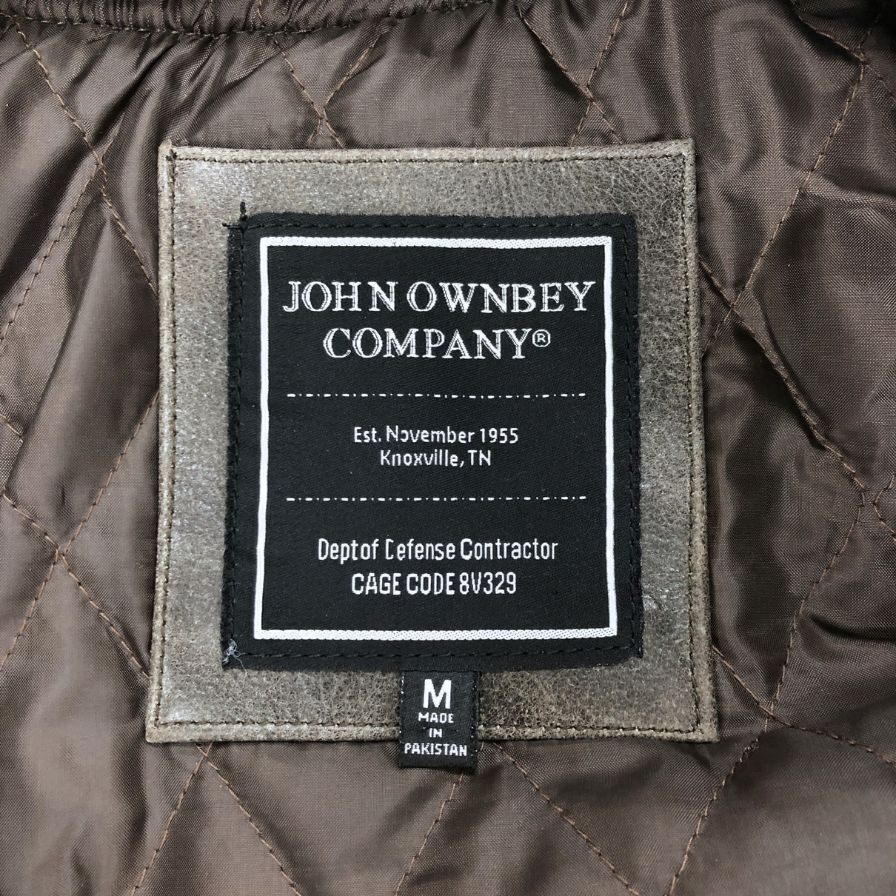 JOHN OWNBEY
COMPANY®
Est. November 1955
Knoxville, TN
Dept of Defense Contractor
CAGE CODE 8V329
M
MADE
IN
PAKISTAN